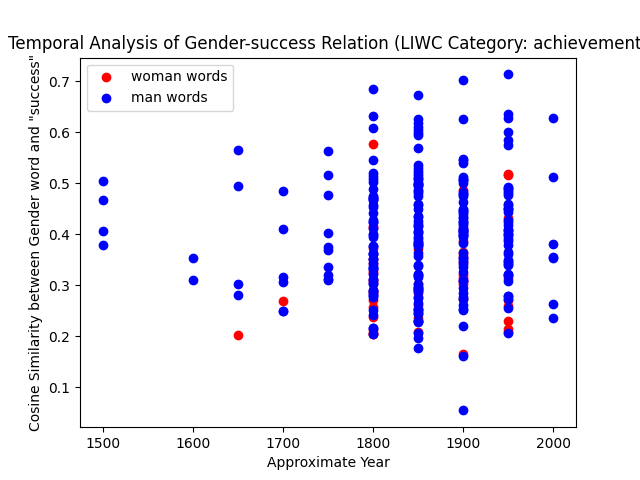 Temporal Analysis of Gender-success Relation (LIWC Category: achievement
woman words
man words
Cosine Similarity between Gender word and "success"
0.7
0.6
0.5
0.4
0.3
0.2
0.1
1500 1600 1700 1800 1900 2000
Approximate Year